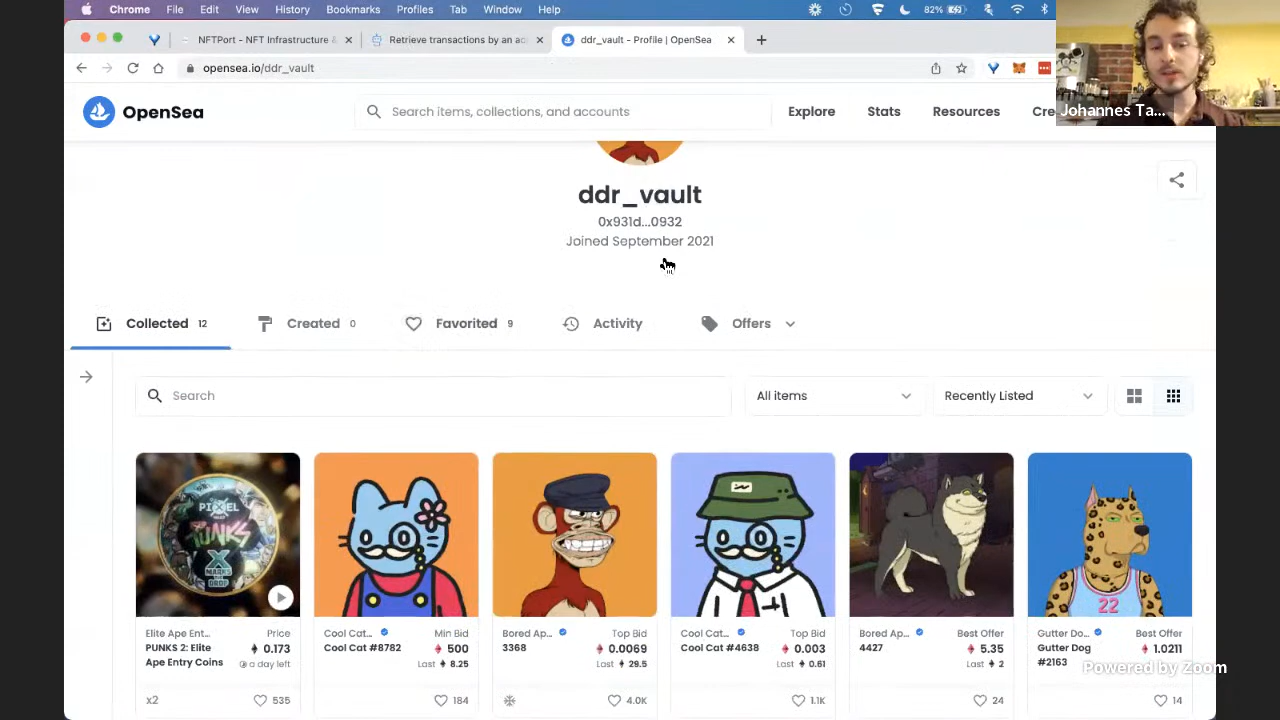 Chrome File Edit View History Bookmarks Profiles Tab Window Help 82%
NFTPort - NFT Infrastructure & Retrieve transactions by an ac ddr_vault - Profile | OpenSea
opensea.io/ddr_vault
OpenSea Search items, collections, and accounts Explore Stats Resources Cre
Johannes Ta...
ddr_vault
0x931d...0932
Joined September 2021
Collected 12 Created 0 Favorited 9 Activity Offers
Search All items Recently Listed
PIXEL
PUNKS
X
MARKS
DROP
22
Elite Ape Ent... Price
PUNKS 2: Elite Ape Entry Coins 0.173
a day left
x2 535
Cool Cat... Min Bid
Cool Cat #8782 500
Last 8.25
184
Bored Ap... Top Bid
3368 0.0069
Last 29.5
4.0K
Cool Cat... Top Bid
Cool Cat #4638 0.003
Last 0.61
1.1K
Bored Ap... Best Offer
4427 5.35
Last 2
24
Gutter Do... Best Offer
Gutter Dog #2163 1.0211
14
Powered by Zoom